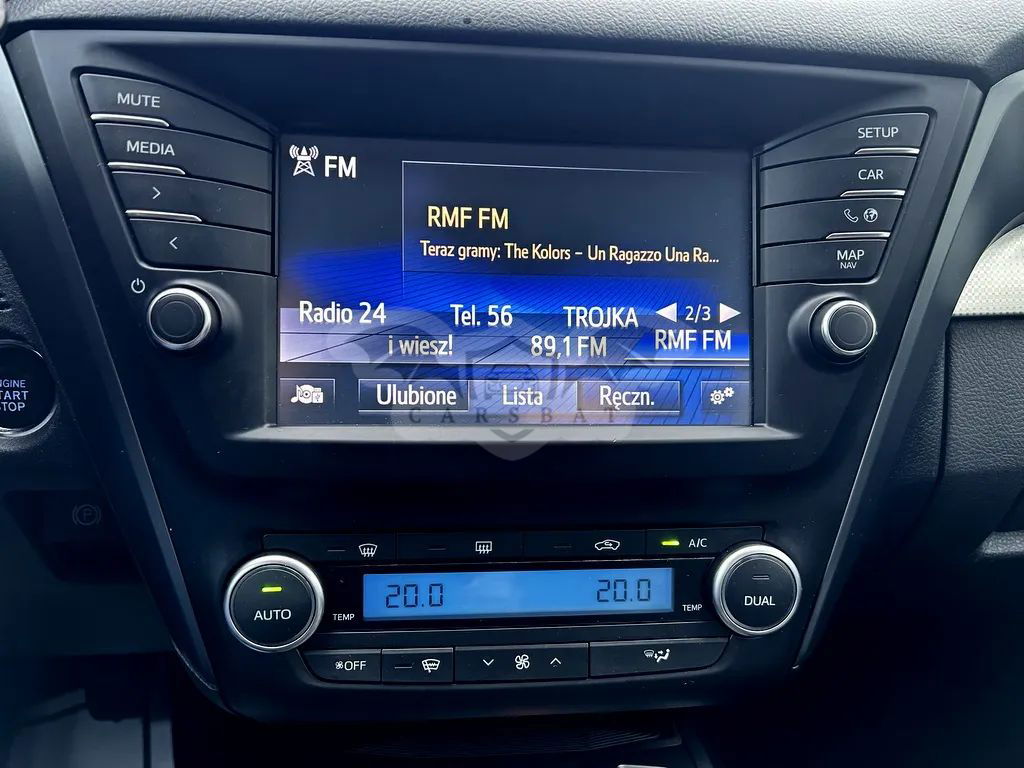 MUTE
MEDIA
SETUP
CAR
MAP
NAV
FM
RMF FM
Teraz gramy: The Kolors – Un Ragazzo Una Ra...
Radio 24
Tel. 56
TROJKA
2/3
i wiesz!
89,1 FM
RMF FM
Ulubione
Lista
Ręczn.
CARSBAT
ENGINE
START
STOP
A/C
AUTO
TEMP
20.0
20.0
TEMP
DUAL
OFF